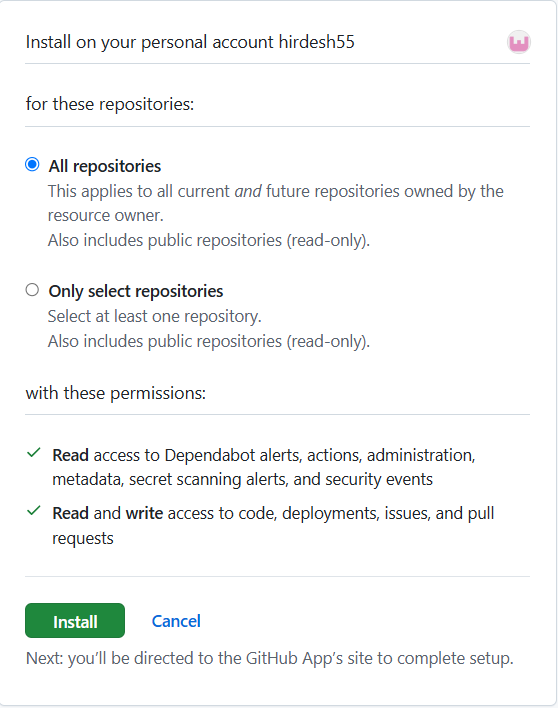 Install on your personal account hirdesh55
for these repositories:
All repositories
This applies to all current and future repositories owned by the
resource owner.
Also includes public repositories (read-only).
Only select repositories
Select at least one repository.
Also includes public repositories (read-only).
with these permissions:
Read access to Dependabot alerts, actions, administration,
metadata, secret scanning alerts, and security events
Read and write access to code, deployments, issues, and pull
requests
Install Cancel
Next: you’ll be directed to the GitHub App’s site to complete setup.